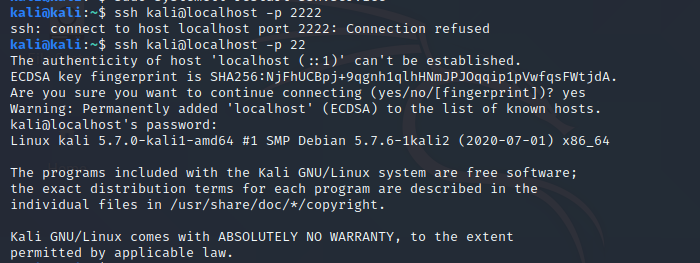 kali@kali:~$ ssh kali@localhost -p 2222
ssh: connect to host localhost port 2222: Connection refused
kali@kali:~$ ssh kali@localhost -p 22
The authenticity of host 'localhost (::1)' can't be established.
ECDSA key fingerprint is SHA256:NjFhUCBpj+9qgnh1qlhHNmJPJOqqip1pVwfqsFWtjdA.
Are you sure you want to continue connecting (yes/no/[fingerprint])? yes
Warning: Permanently added 'localhost' (ECDSA) to the list of known hosts.
kali@localhost's password:
Linux kali 5.7.0-kali1-amd64 #1 SMP Debian 5.7.6-1kali2 (2020-07-01) x86_64
The programs included with the Kali GNU/Linux system are free software;
the exact distribution terms for each program are described in the
individual files in /usr/share/doc/*/copyright.
Kali GNU/Linux comes with ABSOLUTELY NO WARRANTY, to the extent
permitted by applicable law.